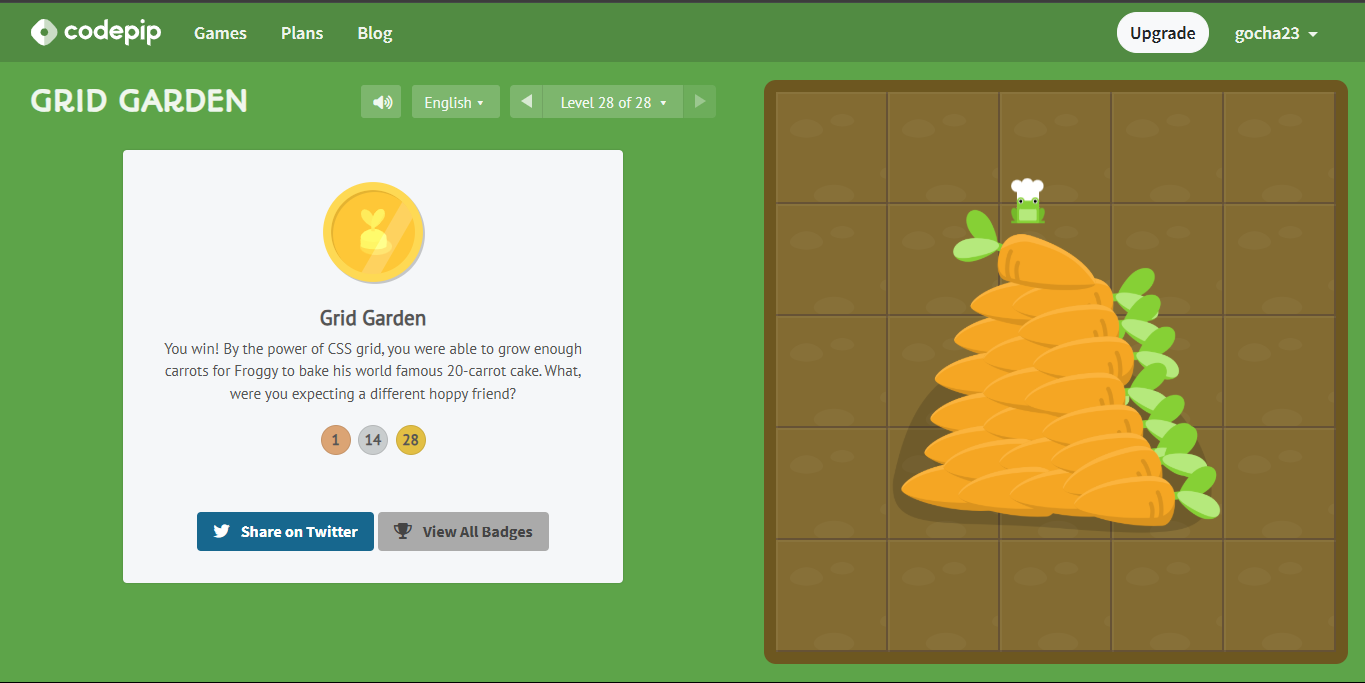 codepip Games Plans Blog Upgrade gocha23
GRID GARDEN English Level 28 of 28
Grid Garden
You win! By the power of CSS grid, you were able to grow enough
carrots for Froggy to bake his world famous 20-carrot cake. What,
were you expecting a different hoppy friend?
1 14 28
Share on Twitter View All Badges